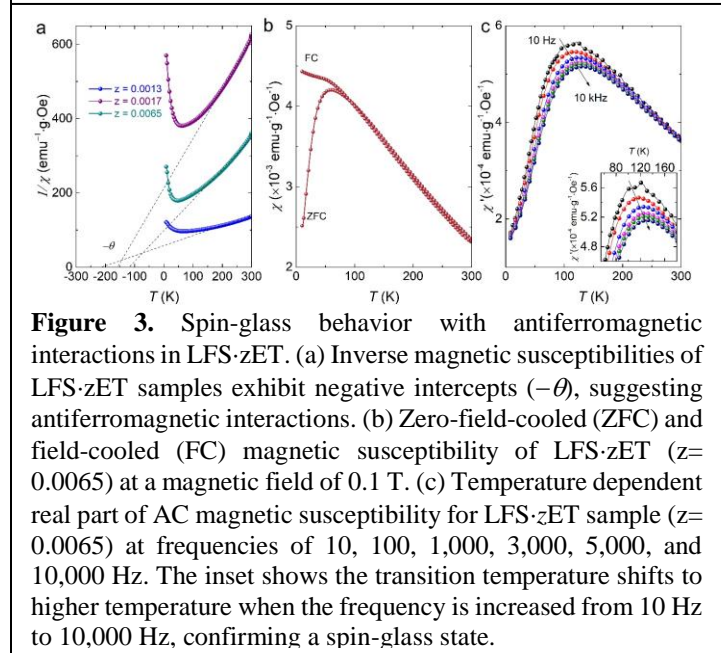 a
b
c
600
400
200
0
1/χ (emu⁻¹·g·Oe)
z = 0.0013
z = 0.0017
z = 0.0065
−θ
-300 -200 -100 0 100 200 300
T (K)
5
4
3
2
χ (×10⁻³ emu·g⁻¹·Oe⁻¹)
FC
ZFC
0 100 200 300
T (K)
6
4
2
χ' (×10⁻⁴ emu·g⁻¹·Oe⁻¹)
10 Hz
10 kHz
T (K)
80 120 160
5.6
5.2
4.8
χ' (×10⁻⁴ emu·g⁻¹·Oe⁻¹)
0 100 200 300
T (K)
Figure 3. Spin-glass behavior with antiferromagnetic
interactions in LFS·zET. (a) Inverse magnetic susceptibilities of
LFS·zET samples exhibit negative intercepts (−θ), suggesting
antiferromagnetic interactions. (b) Zero-field-cooled (ZFC) and
field-cooled (FC) magnetic susceptibility of LFS·zET (z=
0.0065) at a magnetic field of 0.1 T. (c) Temperature dependent
real part of AC magnetic susceptibility for LFS·zET sample (z=
0.0065) at frequencies of 10, 100, 1,000, 3,000, 5,000, and
10,000 Hz. The inset shows the transition temperature shifts to
higher temperature when the frequency is increased from 10 Hz
to 10,000 Hz, confirming a spin-glass state.